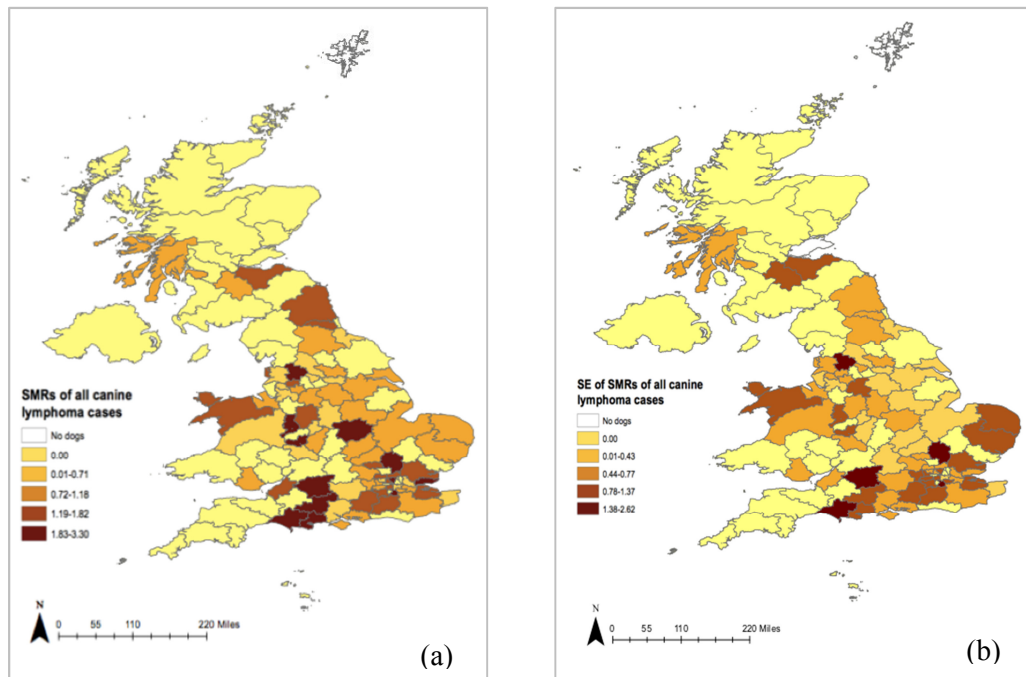 SMRs of all canine
lymphoma cases
No dogs
0.00
0.01-0.71
0.72-1.18
1.19-1.82
1.83-3.30
N
0 55 110 220 Miles
(a)
SE of SMRs of all canine
lymphoma cases
No dogs
0.00
0.01-0.43
0.44-0.77
0.78-1.37
1.38-2.62
N
0 55 110 220 Miles
(b)